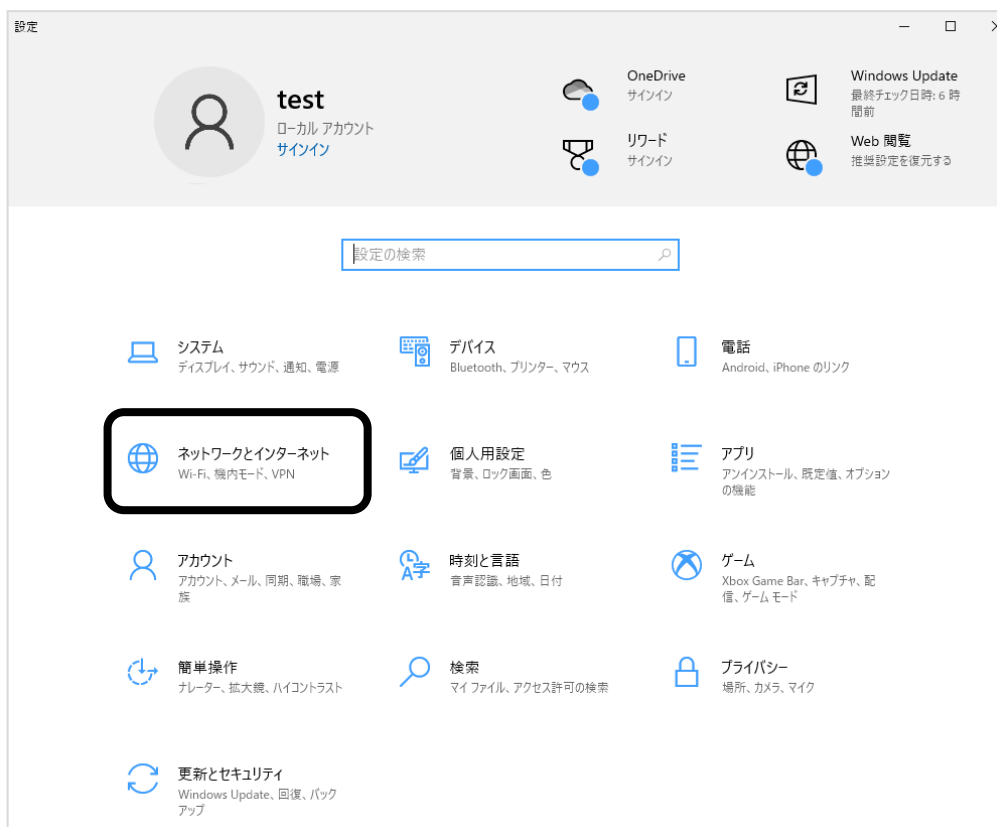 設定
test
ローカル アカウント
サインイン
OneDrive
サインイン
Windows Update
最終チェック日時: 6 時
間前
リワード
サインイン
Web 閲覧
推奨設定を復元する
設定の検索
システム
ディスプレイ、サウンド、通知、電源
デバイス
Bluetooth、プリンター、マウス
電話
Android、iPhone のリンク
ネットワークとインターネット
Wi-Fi、機内モード、VPN
個人用設定
背景、ロック画面、色
アプリ
アンインストール、既定値、オプション
の機能
アカウント
アカウント、メール、同期、職場、家
族
時刻と言語
音声認識、地域、日付
ゲーム
Xbox Game Bar、キャプチャ、配
信、ゲーム モード
簡単操作
ナレーター、拡大鏡、ハイコントラスト
検索
マイ ファイル、アクセス許可の検索
プライバシー
場所、カメラ、マイク
更新とセキュリティ
Windows Update、回復、バック
アップ